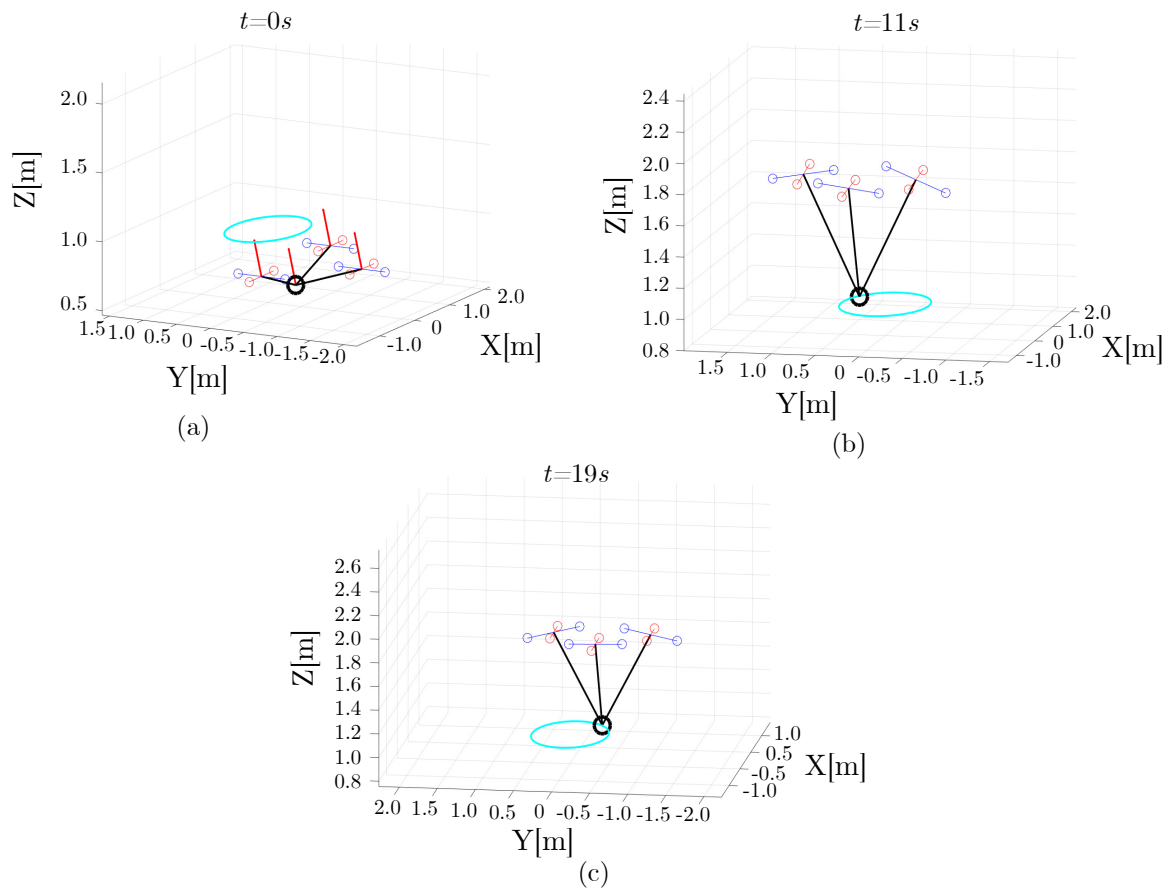 t=0s
2.0
1.5
1.0
0.5
Z[m]
1.5 1.0 0.5 0 -0.5 -1.0 -1.5 -2.0
Y[m]
-1.0 0 1.0 2.0
X[m]
(a)
t=11s
2.4
2.2
2.0
1.8
1.6
1.4
1.2
1.0
0.8
Z[m]
1.5 1.0 0.5 0 -0.5 -1.0 -1.5
Y[m]
-1.0 0 1.0 2.0
X[m]
(b)
t=19s
2.6
2.4
2.2
2.0
1.8
1.6
1.4
1.2
1.0
0.8
Z[m]
2.0 1.5 1.0 0.5 0 -0.5 -1.0 -1.5 -2.0
Y[m]
-1.0 -0.5 0.5 1.0
X[m]
(c)